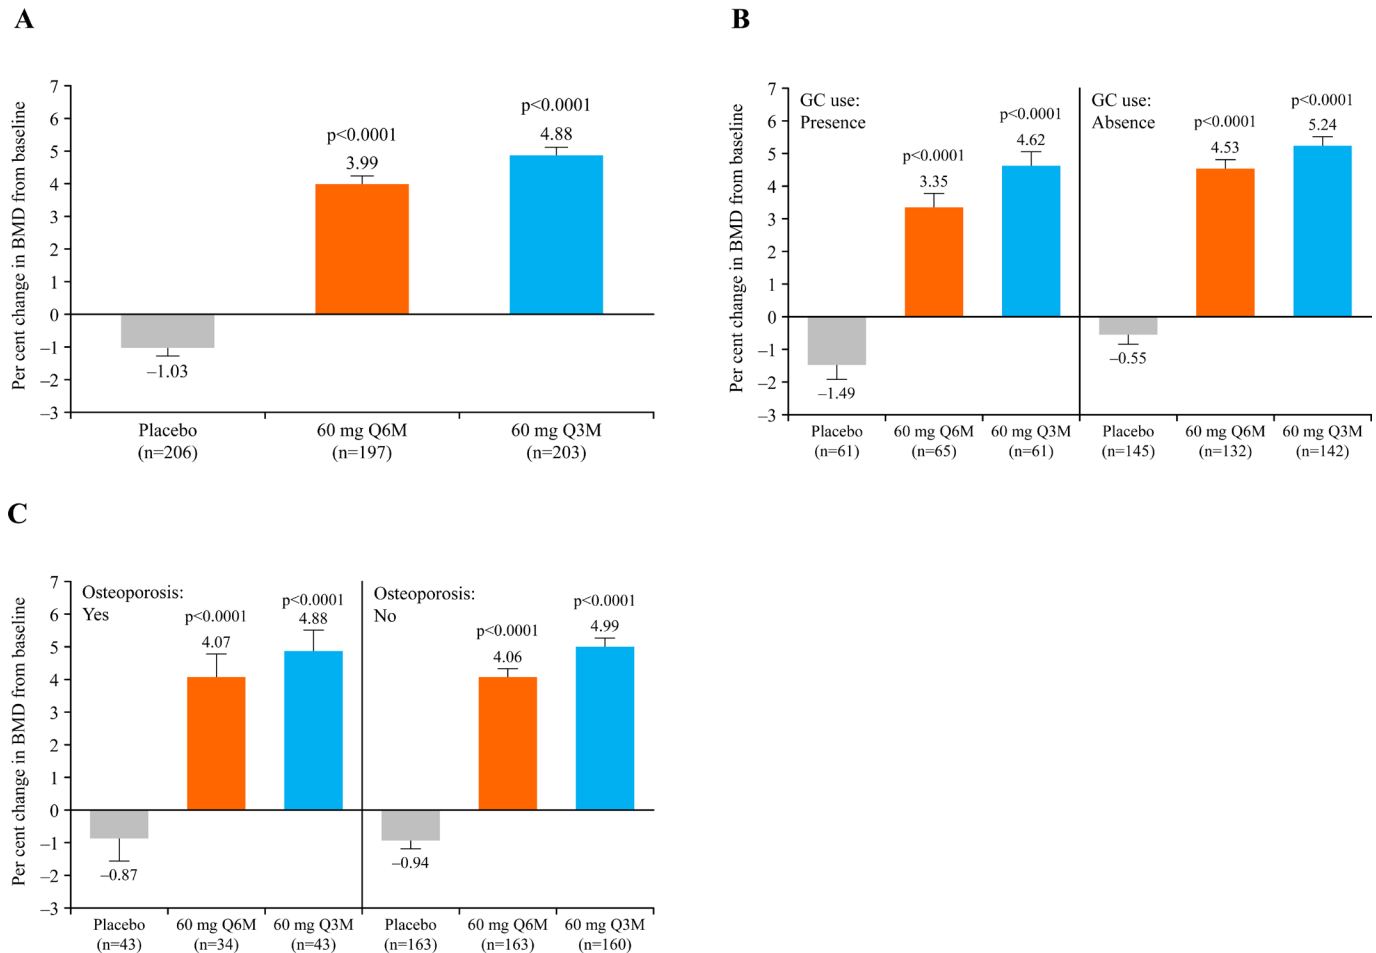 A
Per cent change in BMD from baseline
7
6
5
4
3
2
1
0
–1
–2
–3
p<0.0001
3.99
p<0.0001
4.88
–1.03
Placebo
(n=206)
60 mg Q6M
(n=197)
60 mg Q3M
(n=203)
B
Per cent change in BMD from baseline
7
6
5
4
3
2
1
0
–1
–2
–3
GC use:
Presence
p<0.0001
3.35
p<0.0001
4.62
–1.49
GC use:
Absence
p<0.0001
4.53
p<0.0001
5.24
–0.55
Placebo
(n=61)
60 mg Q6M
(n=65)
60 mg Q3M
(n=61)
Placebo
(n=145)
60 mg Q6M
(n=132)
60 mg Q3M
(n=142)
C
Per cent change in BMD from baseline
7
6
5
4
3
2
1
0
–1
–2
–3
Osteoporosis:
Yes
p<0.0001
4.07
p<0.0001
4.88
–0.87
Osteoporosis:
No
p<0.0001
4.06
p<0.0001
4.99
–0.94
Placebo
(n=43)
60 mg Q6M
(n=34)
60 mg Q3M
(n=43)
Placebo
(n=163)
60 mg Q6M
(n=163)
60 mg Q3M
(n=160)